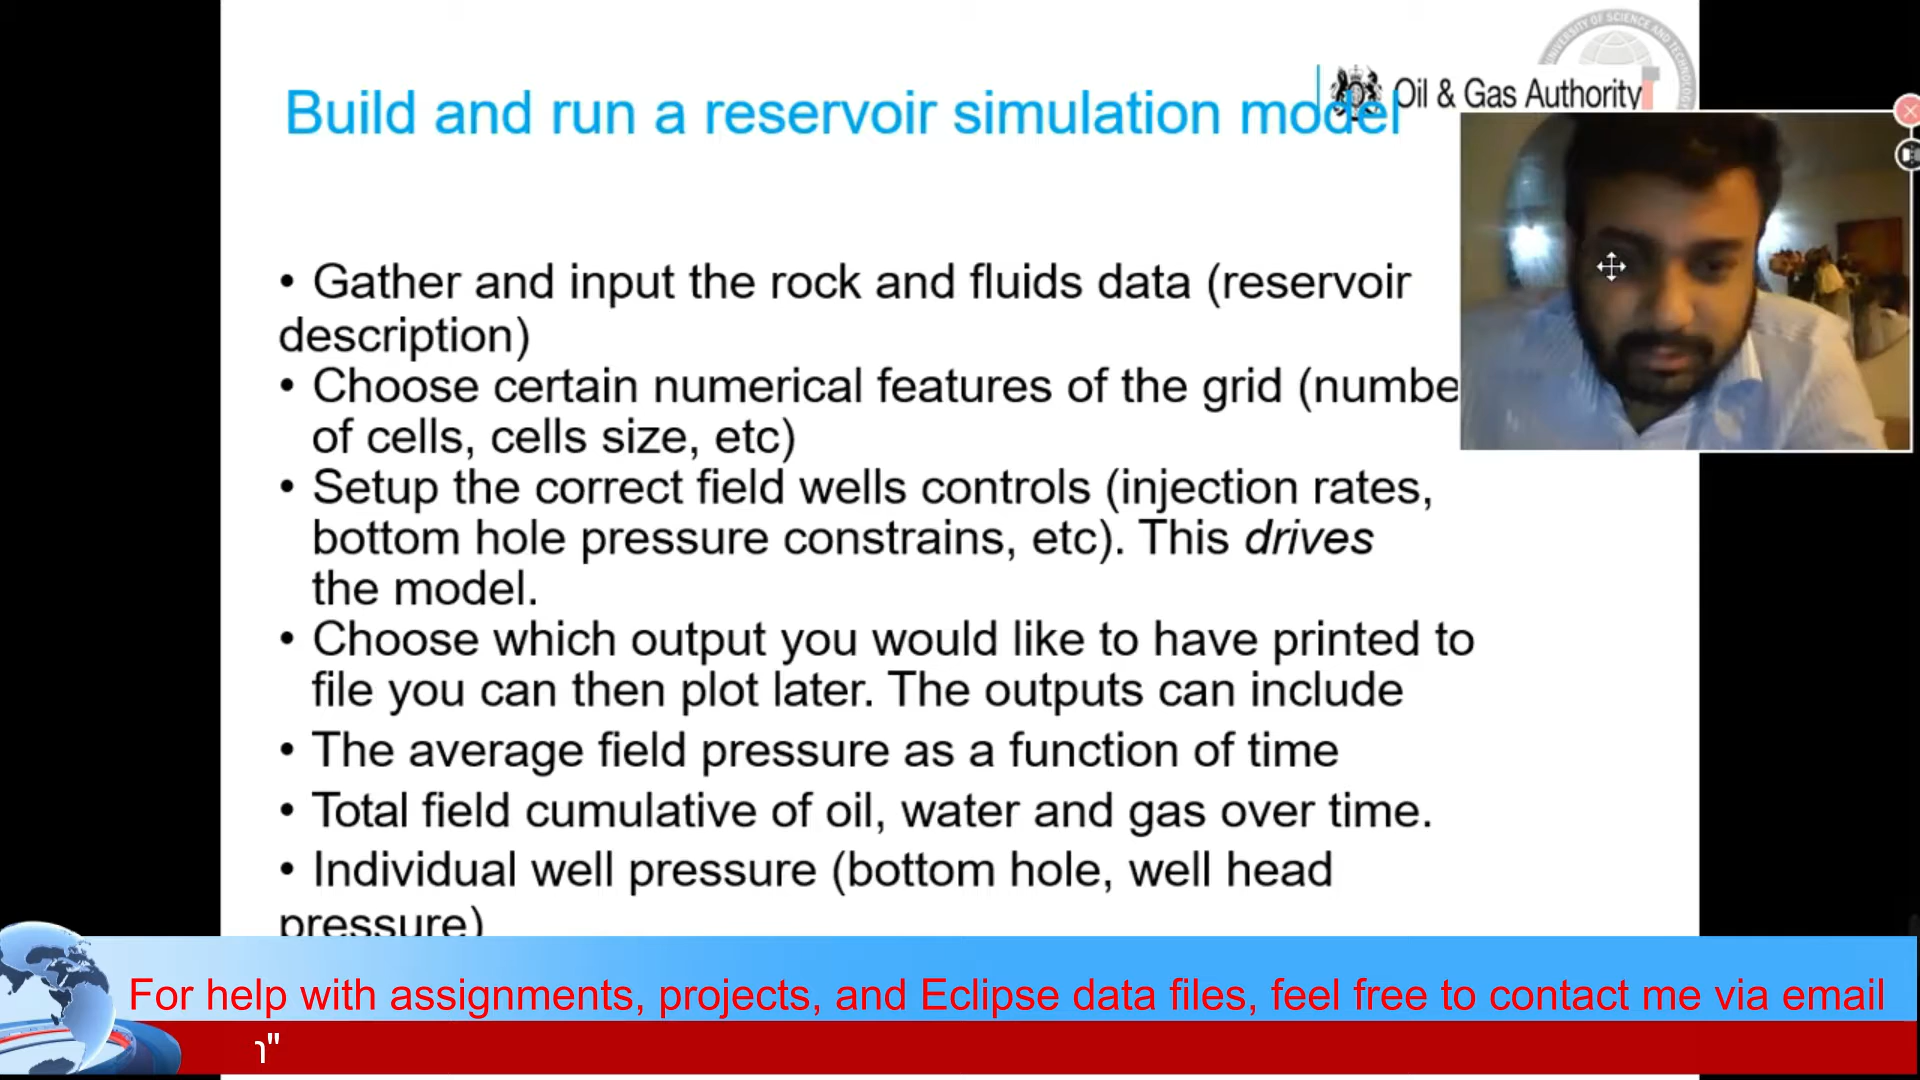 UNIVERSITY OF SCIENCE AND TECHNOLOGY
Oil & Gas Authority
Build and run a reservoir simulation model
• Gather and input the rock and fluids data (reservoir
description)
• Choose certain numerical features of the grid (numbe
of cells, cells size, etc)
• Setup the correct field wells controls (injection rates,
bottom hole pressure constrains, etc). This drives
the model.
• Choose which output you would like to have printed to
file you can then plot later. The outputs can include
• The average field pressure as a function of time
• Total field cumulative of oil, water and gas over time.
• Individual well pressure (bottom hole, well head
pressure)
For help with assignments, projects, and Eclipse data files, feel free to contact me via email